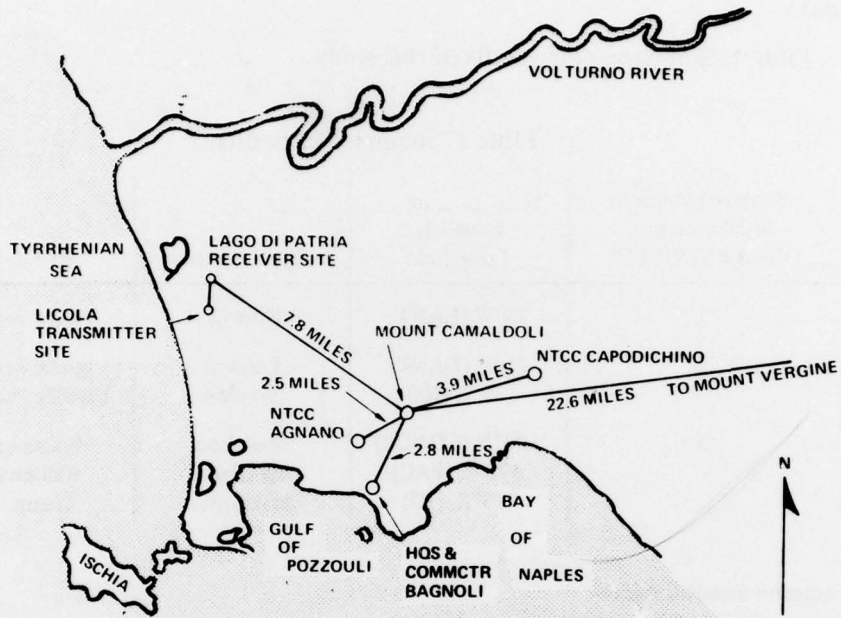 VOLTURNO RIVER
TYRRHENIAN
SEA
LAGO DI PATRIA
RECEIVER SITE
LICOLA
TRANSMITTER
SITE
7.8 MILES
MOUNT CAMALDOLI
NTCC CAPODICHINO
2.5 MILES
3.9 MILES
22.6 MILES
TO MOUNT VERGINE
NTCC
AGNANO
2.8 MILES
N
GULF
OF
POZZOULI
BAY
OF
NAPLES
HQS &
COMMCTR
BAGNOLI
ISCHIA